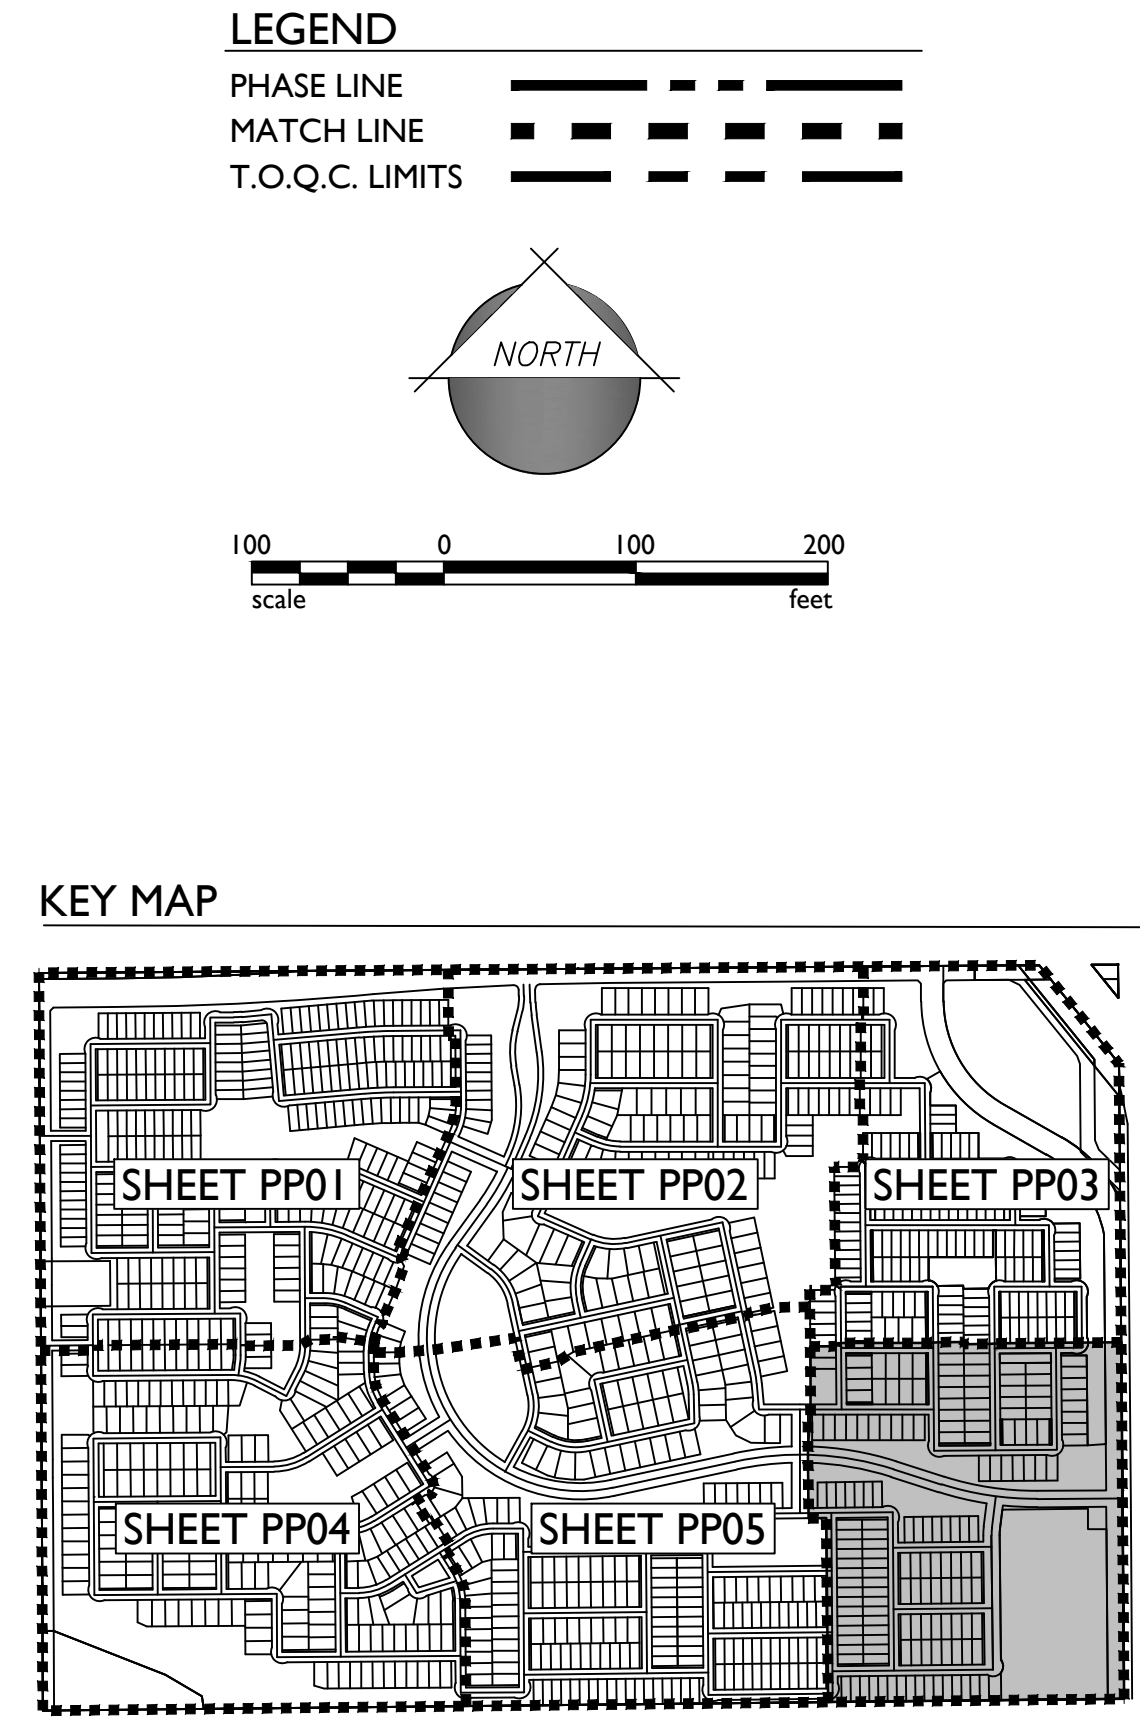 LEGEND
PHASE LINE
MATCH LINE
T.O.Q.C. LIMITS
NORTH
100 0 100 200
scale feet
KEY MAP
SHEET PP01 SHEET PP02 SHEET PP03
SHEET PP04 SHEET PP05